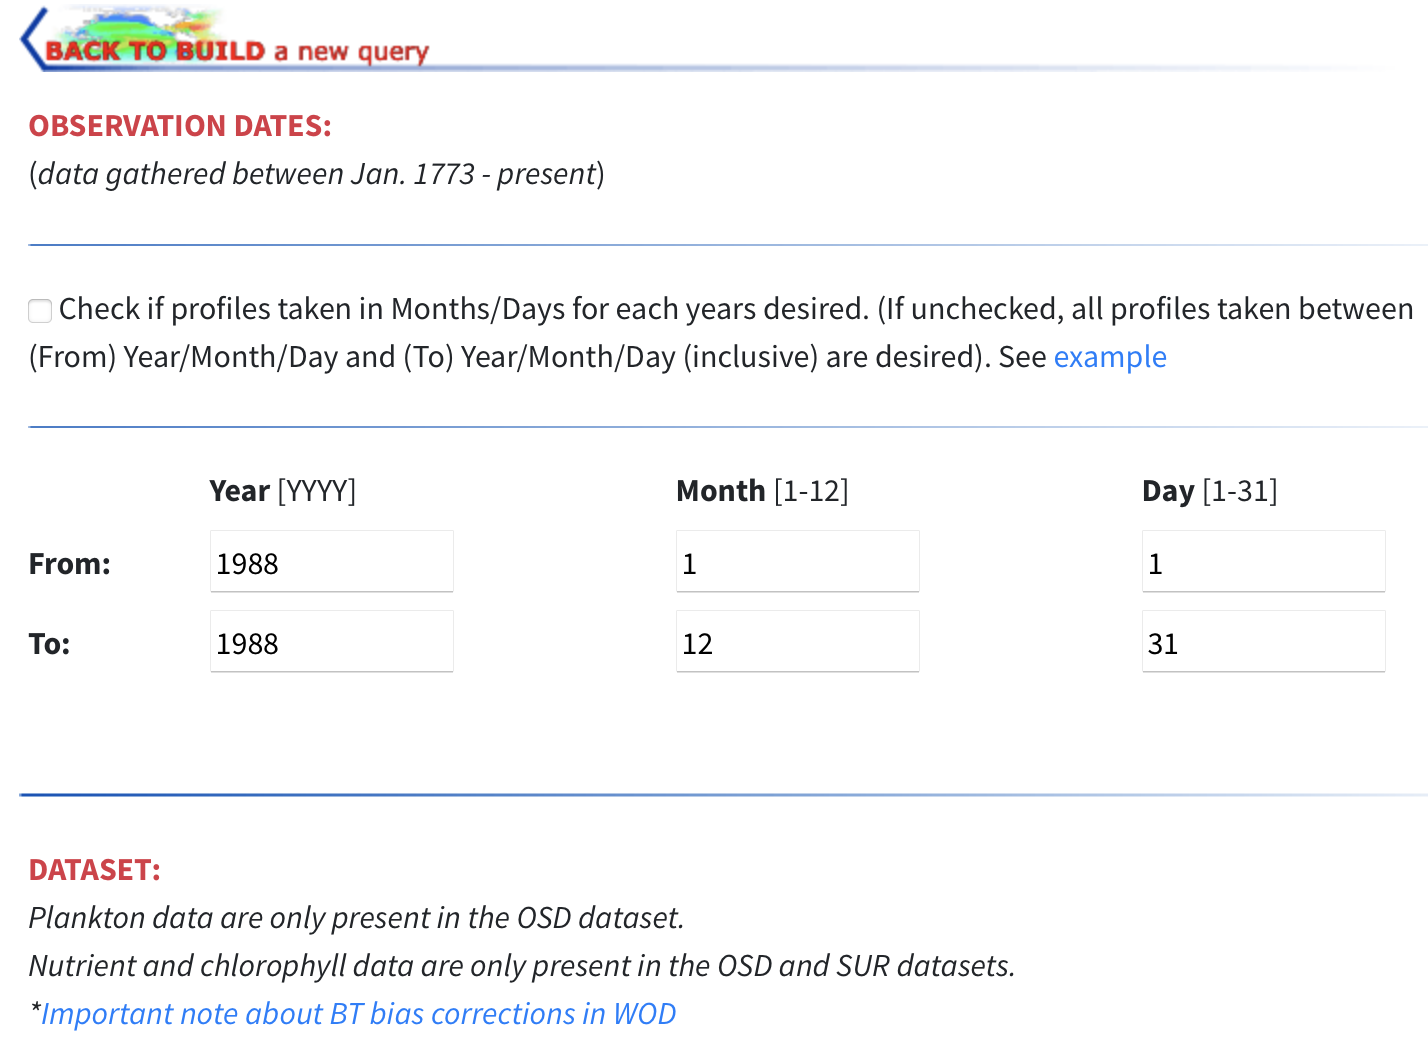 BACK TO BUILD a new query
OBSERVATION DATES:
(data gathered between Jan. 1773 - present)
Check if profiles taken in Months/Days for each years desired. (If unchecked, all profiles taken between
(From) Year/Month/Day and (To) Year/Month/Day (inclusive) are desired). See example
Year [YYYY] Month [1-12] Day [1-31]
From: 1988 1 1
To: 1988 12 31
DATASET:
Plankton data are only present in the OSD dataset.
Nutrient and chlorophyll data are only present in the OSD and SUR datasets.
*Important note about BT bias corrections in WOD